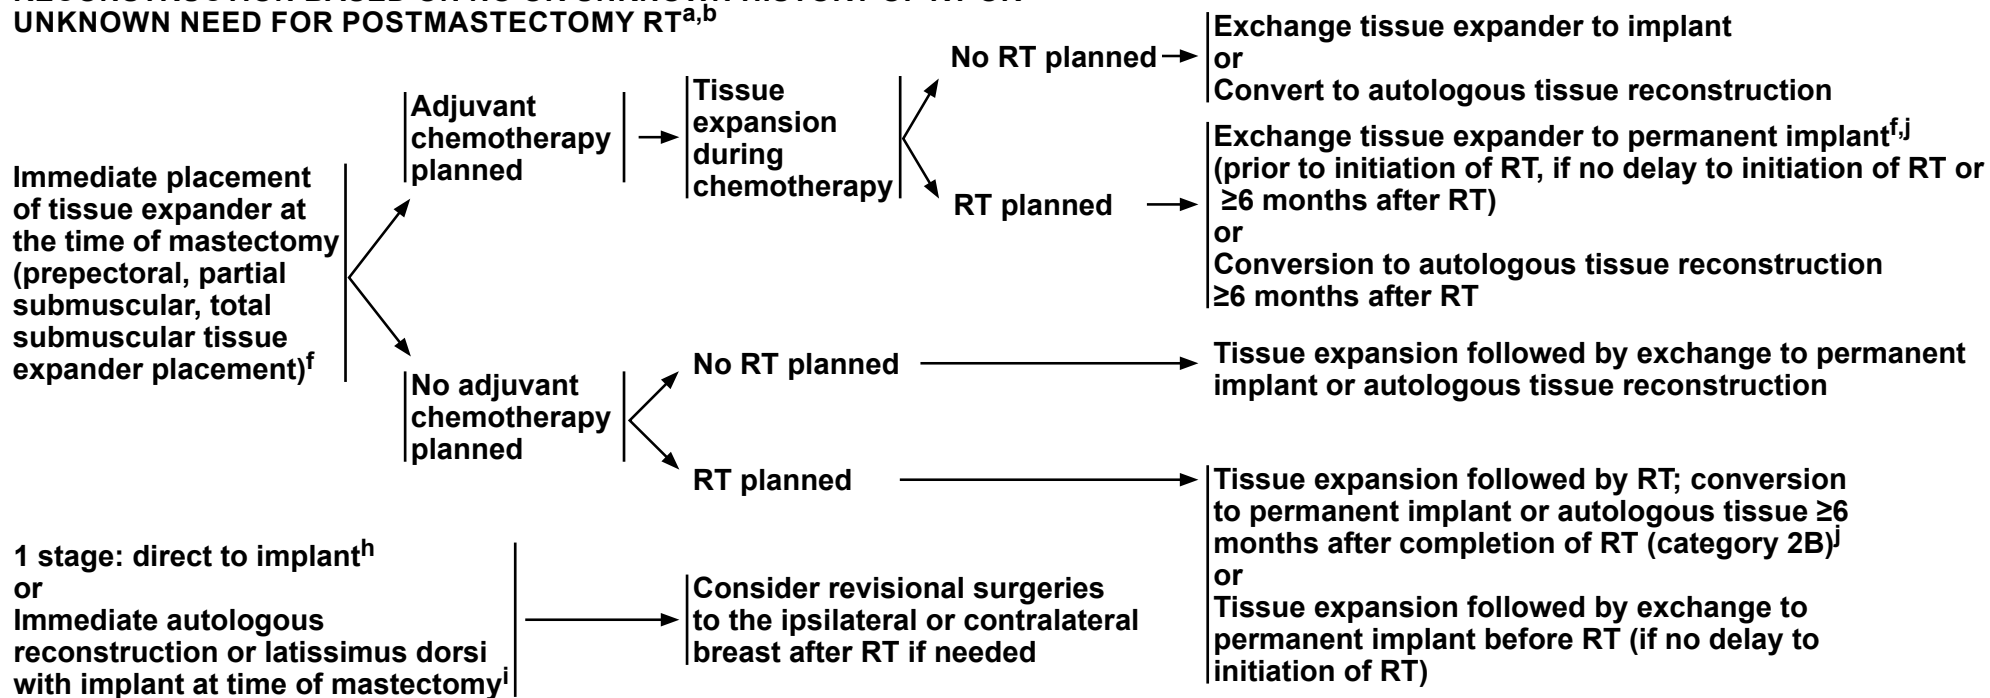 UNKNOWN NEED FOR POSTMASTECTOMY RTa,b
Immediate placement
of tissue expander at
the time of mastectomy
(prepectoral, partial
submuscular, total
submuscular tissue
expander placement)f
Adjuvant
chemotherapy
planned
Tissue
expansion
during
chemotherapy
No RT planned
Exchange tissue expander to implant
or
Convert to autologous tissue reconstruction
RT planned
Exchange tissue expander to permanent implantf,j
(prior to initiation of RT, if no delay to initiation of RT or
≥6 months after RT)
or
Conversion to autologous tissue reconstruction
≥6 months after RT
No adjuvant
chemotherapy
planned
No RT planned
Tissue expansion followed by exchange to permanent
implant or autologous tissue reconstruction
RT planned
Tissue expansion followed by RT; conversion
to permanent implant or autologous tissue ≥6
months after completion of RT (category 2B)j
or
Tissue expansion followed by exchange to
permanent implant before RT (if no delay to
initiation of RT)
1 stage: direct to implanth
or
Immediate autologous
reconstruction or latissimus dorsi
with implant at time of mastectomyi
Consider revisional surgeries
to the ipsilateral or contralateral
breast after RT if needed